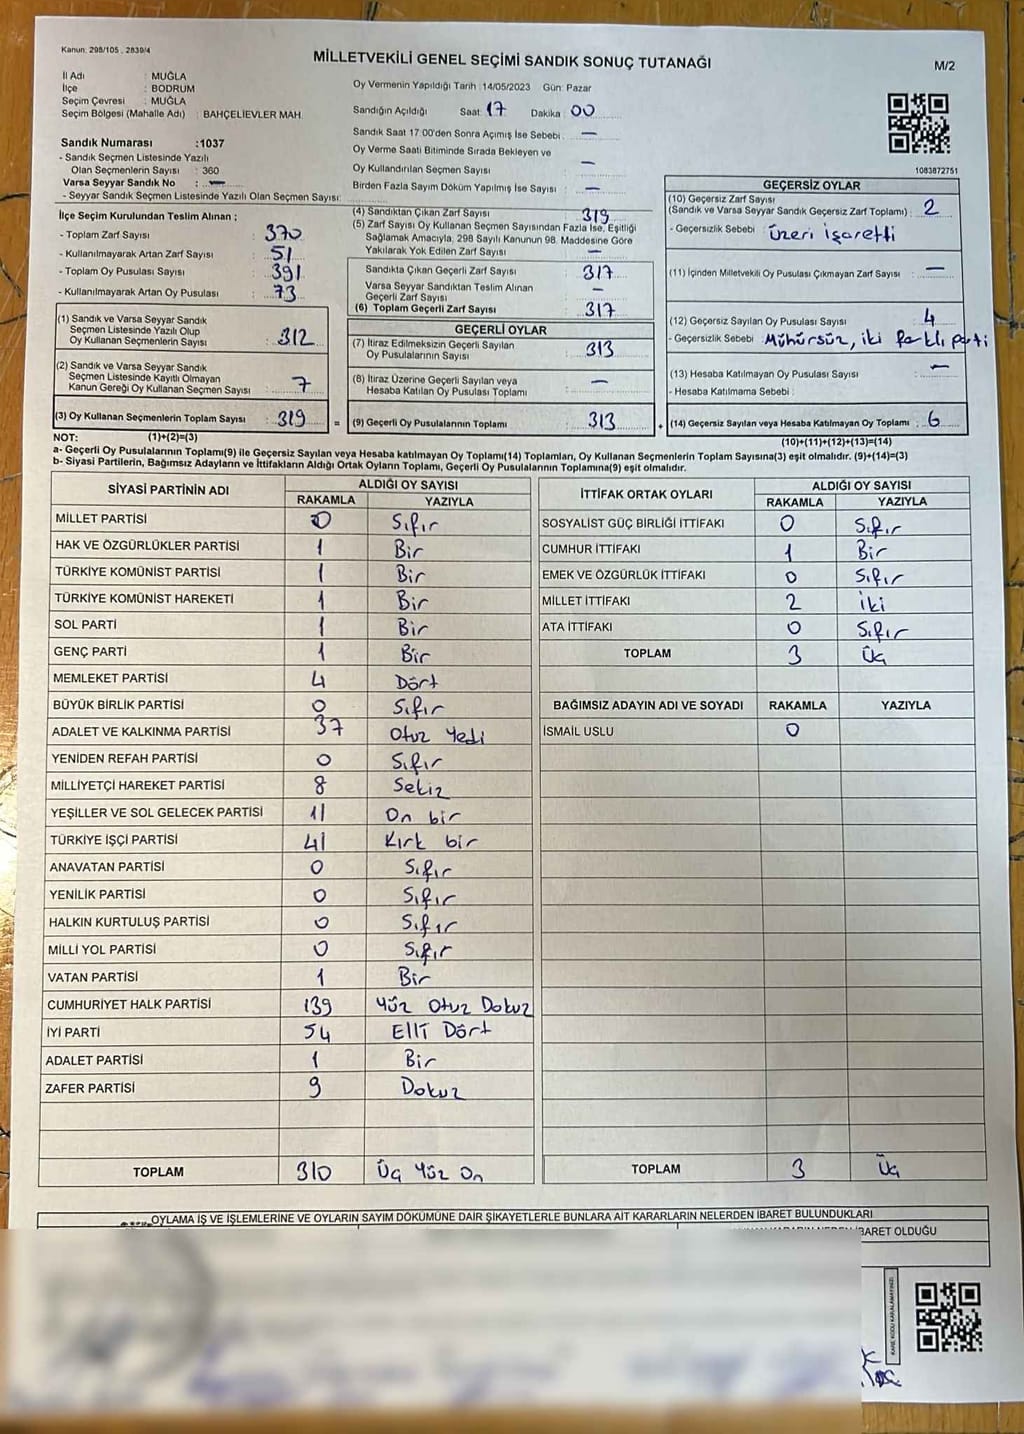 Kanun: 298/105 , 2839/4
MİLLETVEKİLİ GENEL SEÇİMİ SANDIK SONUÇ TUTANAĞI
M/2
İl Adı : MUĞLA
İlçe : BODRUM
Seçim Çevresi : MUĞLA
Seçim Bölgesi (Mahalle Adı) : BAHÇELİEVLER MAH.
Oy Vermenin Yapıldığı Tarih :14/05/2023 Gün: Pazar
Sandığın Açıldığı Saat: 17 Dakika: 00
Sandık Saat 17:00'den Sonra Açımış İse Sebebi : —
Oy Verme Saati Bitiminde Sırada Bekleyen ve
Oy Kullandırılan Seçmen Sayısı : —
Birden Fazla Sayım Döküm Yapılmış İse Sayısı : —
1083872751
Sandık Numarası :1037
- Sandık Seçmen Listesinde Yazılı
Olan Seçmenlerin Sayısı : 360
Varsa Seyyar Sandık No : —
- Seyyar Sandık Seçmen Listesinde Yazılı Olan Seçmen Sayısı:
İlçe Seçim Kurulundan Teslim Alınan ;
- Toplam Zarf Sayısı : 370
- Kullanılmayarak Artan Zarf Sayısı : 51
- Toplam Oy Pusulası Sayısı : 391
- Kullanılmayarak Artan Oy Pusulası : 73
(1) Sandık ve Varsa Seyyar Sandık
Seçmen Listesinde Yazılı Olup
Oy Kullanan Seçmenlerin Sayısı : 312
(2) Sandık ve Varsa Seyyar Sandık
Seçmen Listesinde Kayıtlı Olmayan
Kanun Gereği Oy Kullanan Seçmen Sayısı : 7
(3) Oy Kullanan Seçmenlerin Toplam Sayısı : 319
(4) Sandıktan Çıkan Zarf Sayısı : 319
(5) Zarf Sayısı Oy Kullanan Seçmen Sayısından Fazla İse, Eşitliği
Sağlamak Amacıyla, 298 Sayılı Kanunun 98. Maddesine Göre
Yakılarak Yok Edilen Zarf Sayısı : —
Sandıkta Çıkan Geçerli Zarf Sayısı : 317
Varsa Seyyar Sandıktan Teslim Alınan
Geçerli Zarf Sayısı : —
(6) Toplam Geçerli Zarf Sayısı : 317
GEÇERLİ OYLAR
(7) İtiraz Edilmeksizin Geçerli Sayılan
Oy Pusulalarının Sayısı : 313
(8) İtiraz Üzerine Geçerli Sayılan veya
Hesaba Katılan Oy Pusulası Toplamı : —
= (9) Geçerli Oy Pusulalarının Toplamı : 313
GEÇERSİZ OYLAR
(10) Geçersiz Zarf Sayısı
(Sandık ve Varsa Seyyar Sandık Geçersiz Zarf Toplamı) : 2
- Geçersizlik Sebebi : üzeri işaretli
(11) İçinden Milletvekili Oy Pusulası Çıkmayan Zarf Sayısı : —
(12) Geçersiz Sayılan Oy Pusulası Sayısı : 4
- Geçersizlik Sebebi : Mühürsüz, iki farklı parti
(13) Hesaba Katılmayan Oy Pusulası Sayısı : —
- Hesaba Katılmama Sebebi :
+ (14) Geçersiz Sayılan veya Hesaba Katılmayan Oy Toplamı : 6
NOT: (1)+(2)=(3)
(10)+(11)+(12)+(13)=(14)
a- Geçerli Oy Pusulasının Toplamı(9) ile Geçersiz Sayılan veya Hesaba katılmayan Oy Toplamı(14) Toplamları, Oy Kullanan Seçmenlerin Toplam Sayısına(3) eşit olmalıdır. (9)+(14)=(3)
b- Siyasi Partilerin, Bağımsız Adayların ve İttifakların Aldığı Ortak Oyların Toplamı, Geçerli Oy Pusulalarının Toplamına(9) eşit olmalıdır.
SİYASİ PARTİNİN ADI ALDIĞI OY SAYISI
RAKAMLA YAZIYLA
MİLLET PARTİSİ 0 Sıfır
HAK VE ÖZGÜRLÜKLER PARTİSİ 1 Bir
TÜRKİYE KOMÜNİST PARTİSİ 1 Bir
TÜRKİYE KOMÜNİST HAREKETİ 1 Bir
SOL PARTİ 1 Bir
GENÇ PARTİ 1 Bir
MEMLEKET PARTİSİ 4 Dört
BÜYÜK BİRLİK PARTİSİ 0 Sıfır
ADALET VE KALKINMA PARTİSİ 37 Otuz Yedi
YENİDEN REFAH PARTİSİ 0 Sıfır
MİLLİYETÇİ HAREKET PARTİSİ 8 Sekiz
YEŞİLLER VE SOL GELECEK PARTİSİ 11 On bir
TÜRKİYE İŞÇİ PARTİSİ 41 Kırk bir
ANAVATAN PARTİSİ 0 Sıfır
YENİLİK PARTİSİ 0 Sıfır
HALKIN KURTULUŞ PARTİSİ 0 Sıfır
MİLLİ YOL PARTİSİ 0 Sıfır
VATAN PARTİSİ 1 Bir
CUMHURİYET HALK PARTİSİ 139 Yüz Otuz Dokuz
İYİ PARTİ 54 Elli Dört
ADALET PARTİSİ 1 Bir
ZAFER PARTİSİ 9 Dokuz
TOPLAM 310 Üç Yüz On
İTTİFAK ORTAK OYLARI ALDIĞI OY SAYISI
RAKAMLA YAZIYLA
SOSYALİST GÜÇ BİRLİĞİ İTTİFAKI 0 Sıfır
CUMHUR İTTİFAKI 1 Bir
EMEK VE ÖZGÜRLÜK İTTİFAKI 0 Sıfır
MİLLET İTTİFAKI 2 iki
ATA İTTİFAKI 0 Sıfır
TOPLAM 3 Üç
BAĞIMSIZ ADAYIN ADI VE SOYADI RAKAMLA YAZIYLA
İSMAİL USLU 0
TOPLAM 3 Üç
OYLAMA İŞ VE İŞLEMLERİNE VE OYLARIN SAYIM DÖKÜMÜNE DAİR ŞİKAYETLERLE BUNLARA AİT KARARLARIN NELERDEN İBARET BULUNDUKLARI
İBARET OLDUĞU
KARE KODU KARALAMAYINIZ!